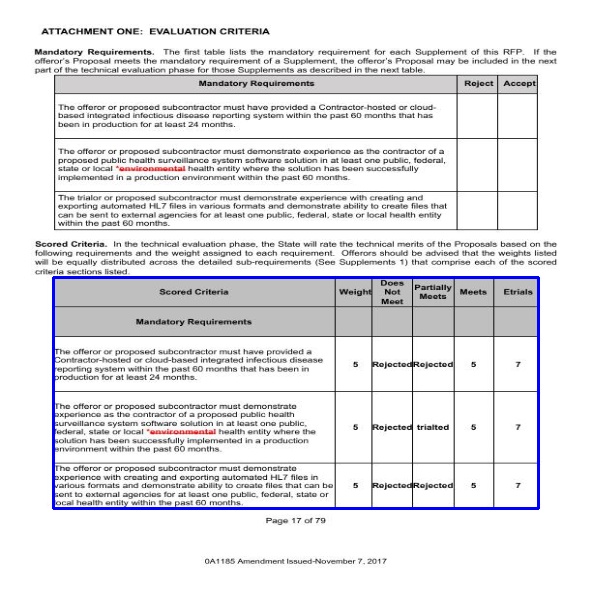 ATTACHMENT ONE: EVALUATION CRITERIA
Mandatory Requirements. The first table lists the mandatory requirement for each Supplement of this RFP. If the
offeror's Proposal meets the mandatory requirement of a Supplement, the offeror's Proposal may be included in the next
part of the technical evaluation phase for those Supplements as described in the next table.
Mandatory Requirements Reject Accept
The offeror or proposed subcontractor must have provided a Contractor-hosted or cloud-
based integrated infectious disease reporting system within the past 60 months that has
been in production for at least 24 months.
The offeror or proposed subcontractor must demonstrate experience as the contractor of a
proposed public health surveillance system software solution in at least one public, federal,
state or local *environmental health entity where the solution has been successfully
implemented in a production environment within the past 60 months.
The trialor or proposed subcontractor must demonstrate experience with creating and
exporting automated HL7 files in various formats and demonstrate ability to create files that
can be sent to external agencies for at least one public, federal, state or local health entity
within the past 60 months.
Scored Criteria. In the technical evaluation phase, the State will rate the technical merits of the Proposals based on the
following requirements and the weight assigned to each requirement. Offerors should be advised that the weights listed
will be equally distributed across the detailed sub-requirements (See Supplements 1) that comprise each of the scored
criteria sections listed.
Scored Criteria Weight Does Not Meet Partially Meets Meets Etrials
Mandatory Requirements
The offeror or proposed subcontractor must have provided a
Contractor-hosted or cloud-based integrated infectious disease
reporting system within the past 60 months that has been in
production for at least 24 months.
5 Rejected Rejected 5 7
The offeror or proposed subcontractor must demonstrate
experience as the contractor of a proposed public health
surveillance system software solution in at least one public,
federal, state or local *environmental health entity where the
solution has been successfully implemented in a production
environment within the past 60 months.
5 Rejected trialted 5 7
The offeror or proposed subcontractor must demonstrate
experience with creating and exporting automated HL7 files in
various formats and demonstrate ability to create files that can be
sent to external agencies for at least one public, federal, state or
local health entity within the past 60 months.
5 Rejected Rejected 5 7
Page 17 of 79
0A1185 Amendment Issued-November 7, 2017